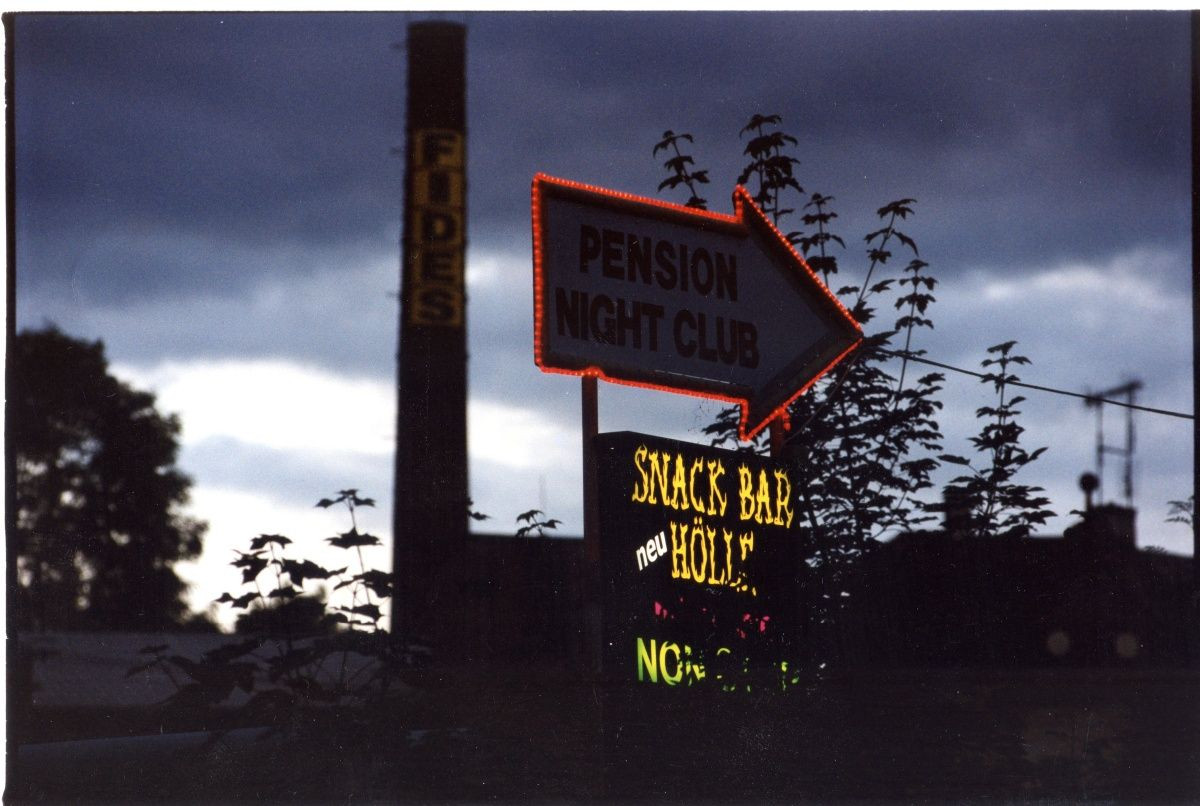 FIDES
PENSION
NIGHT CLUB
SNACK BAR
neu HÖLLE